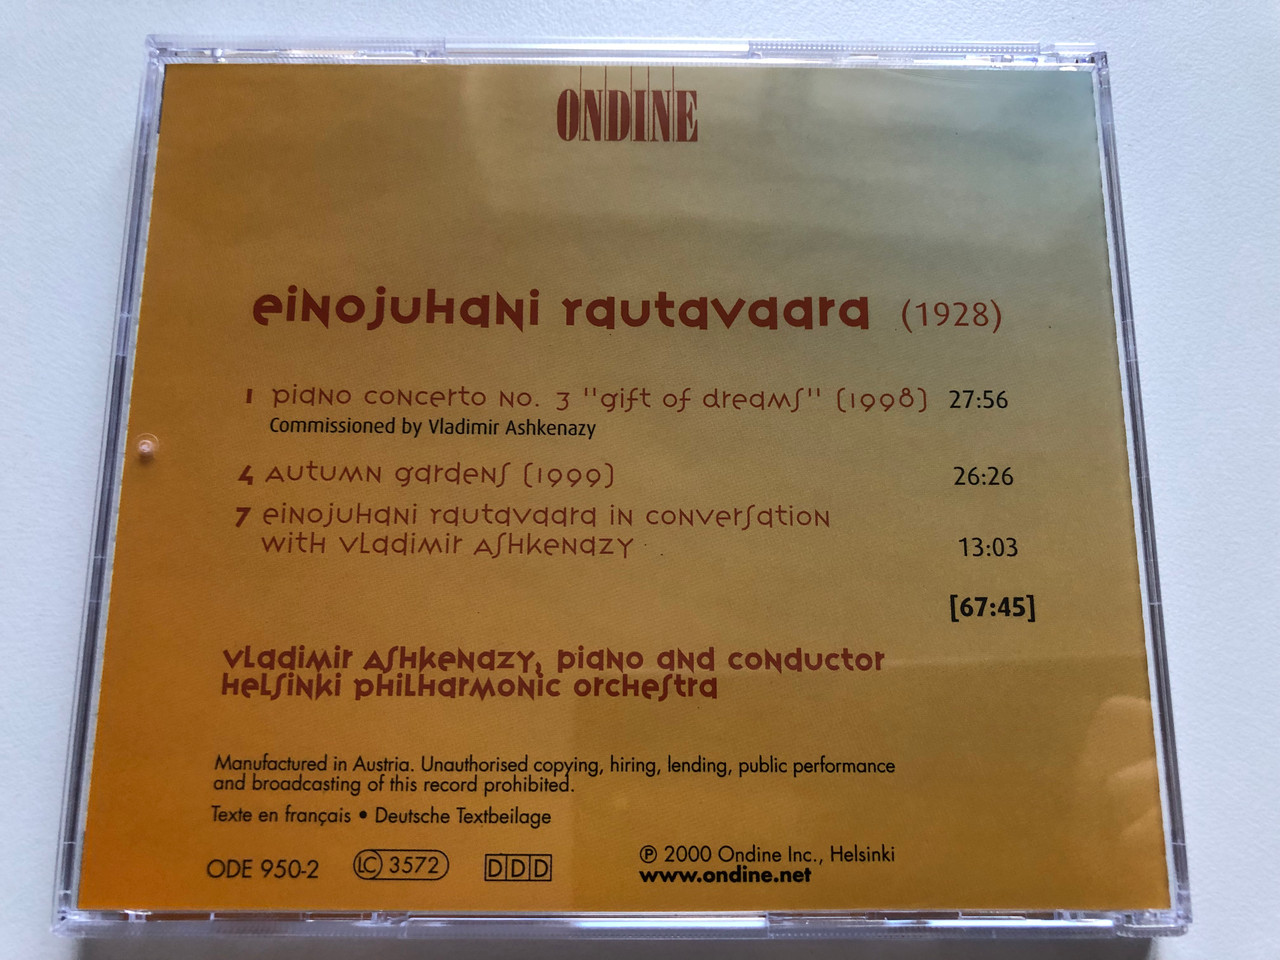 ONDINE
einojuhani rautavaara (1928)
1 piano concerto no. 3 "gift of dreams" (1998) 27:56
Commissioned by Vladimir Ashkenazy
4 autumn gardens (1999) 26:26
7 einojuhani rautavaara in conversation
with vladimir ashkenazy 13:03
[67:45]
vladimir ashkenazy, piano and conductor
helsinki philharmonic orchestra
Manufactured in Austria. Unauthorised copying, hiring, lending, public performance
and broadcasting of this record prohibited.
Texte en français • Deutsche Textbeilage
ODE 950-2 LC 3572 DDD
℗ 2000 Ondine Inc., Helsinki
www.ondine.net